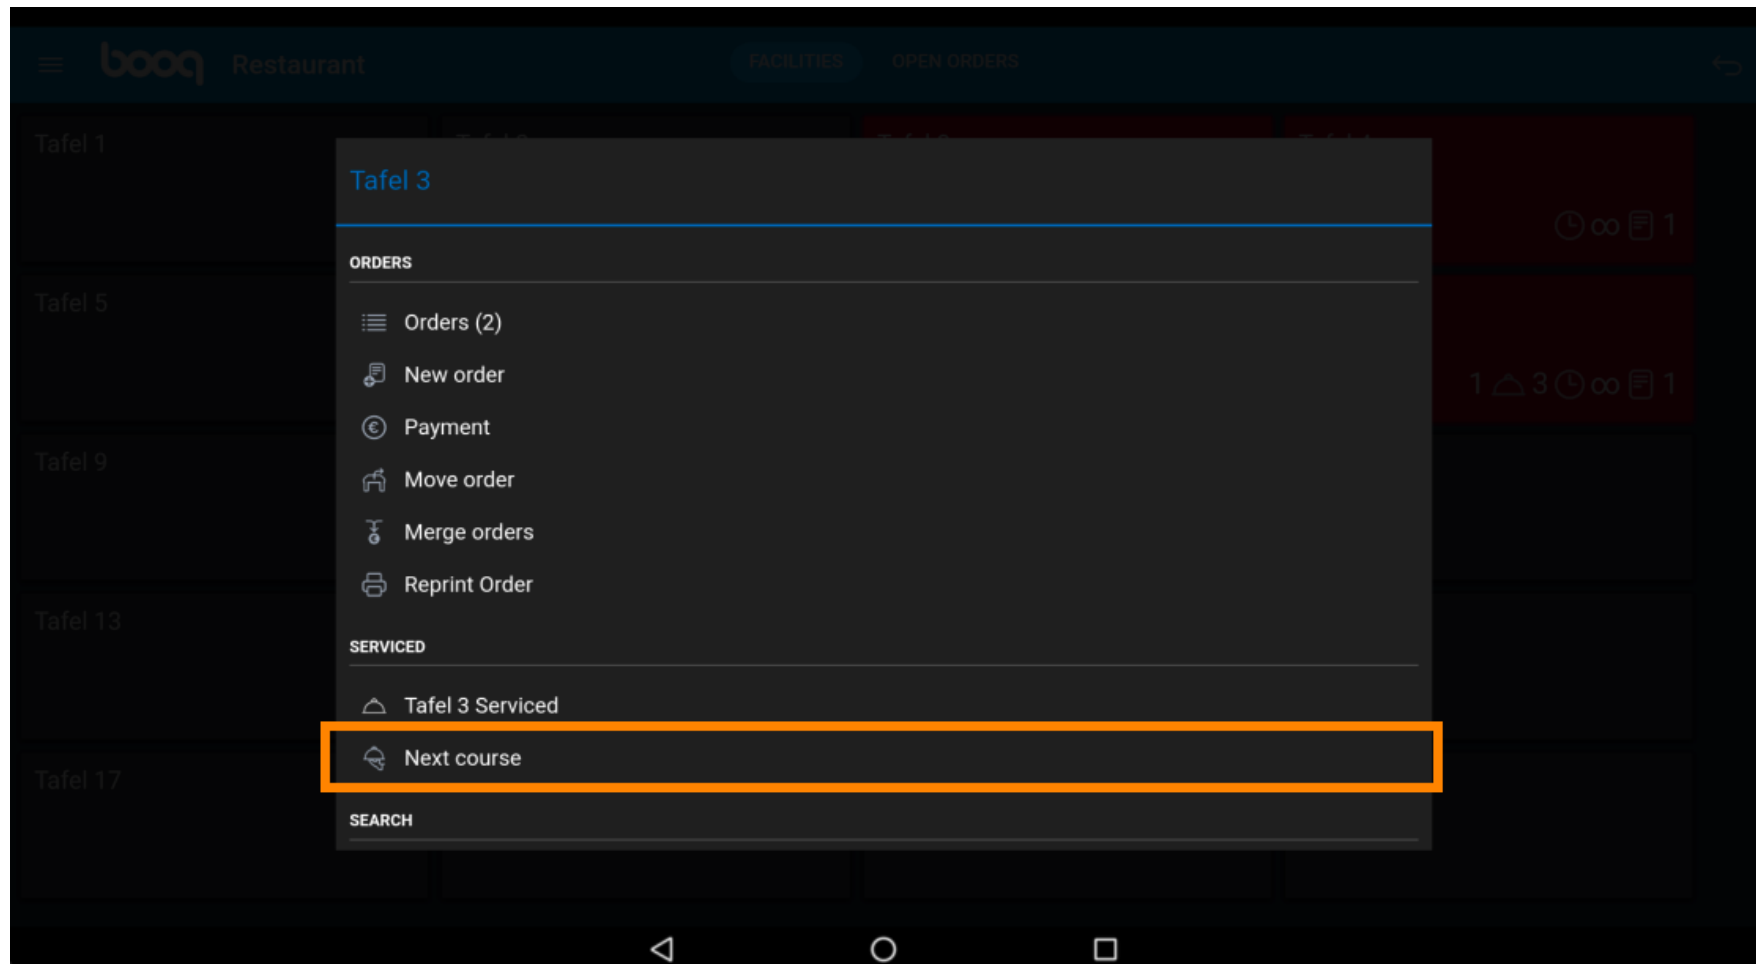 booq Restaurant FACILITIES OPEN ORDERS
Tafel 1
Tafel 3
∞ 1
ORDERS
Tafel 5
Orders (2)
New order
1 3 ∞ 1
Payment
Tafel 9
Move order
Merge orders
Reprint Order
Tafel 13
SERVICED
Tafel 3 Serviced
Next course
Tafel 17
SEARCH